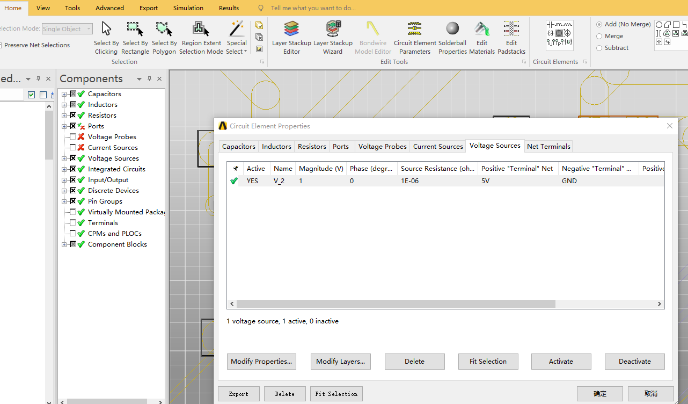 Home View Tools Advanced Export Simulation Results Tell me what you want to do...
lection Mode: Single Object
Preserve Net Selections
Select By Clicking
Select By Rectangle
Select By Polygon
Region Extent Selection Mode
Special Select
Selection
Layer Stackup Editor
Layer Stackup Wizard
Bondwire Model Editor
Circuit Element Parameters
Solderball Properties
Edit Materials
Edit Padstacks
Edit Tools
Circuit Elements
Add (No Merge)
Merge
Subtract
ed...
Components
Capacitors
Inductors
Resistors
Ports
Voltage Probes
Current Sources
Voltage Sources
Integrated Circuits
Input/Output
Discrete Devices
Pin Groups
Virtually Mounted Packa
Terminals
CPMs and PLOCs
Component Blocks
Circuit Element Properties
Capacitors Inductors Resistors Ports Voltage Probes Current Sources Voltage Sources Net Terminals
Active Name Magnitude (V) Phase (degr... Source Resistance (oh... Positive "Terminal" Net Negative "Terminal" ... Positiv
YES V_2 1 0 1E-06 5V GND
1 voltage source, 1 active, 0 inactive
Modify Properties... Modify Layers... Delete Fit Selection Activate Deactivate
Export Delete Fit Selection 确定 取消